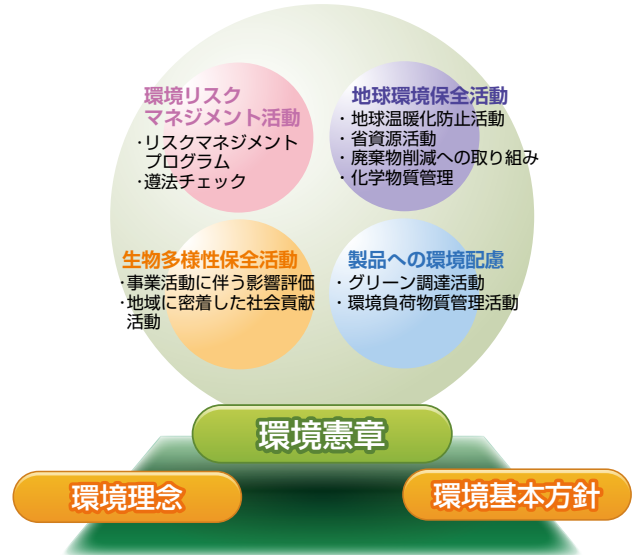 環境リスク
マネジメント活動
・リスクマネジメント
プログラム
・遵法チェック
地球環境保全活動
・地球温暖化防止活動
・省資源活動
・廃棄物削減への取り組み
・化学物質管理
生物多様性保全活動
・事業活動に伴う影響評価
・地域に密着した社会貢献
活動
製品への環境配慮
・グリーン調達活動
・環境負荷物質管理活動
環境憲章
環境理念
環境基本方針